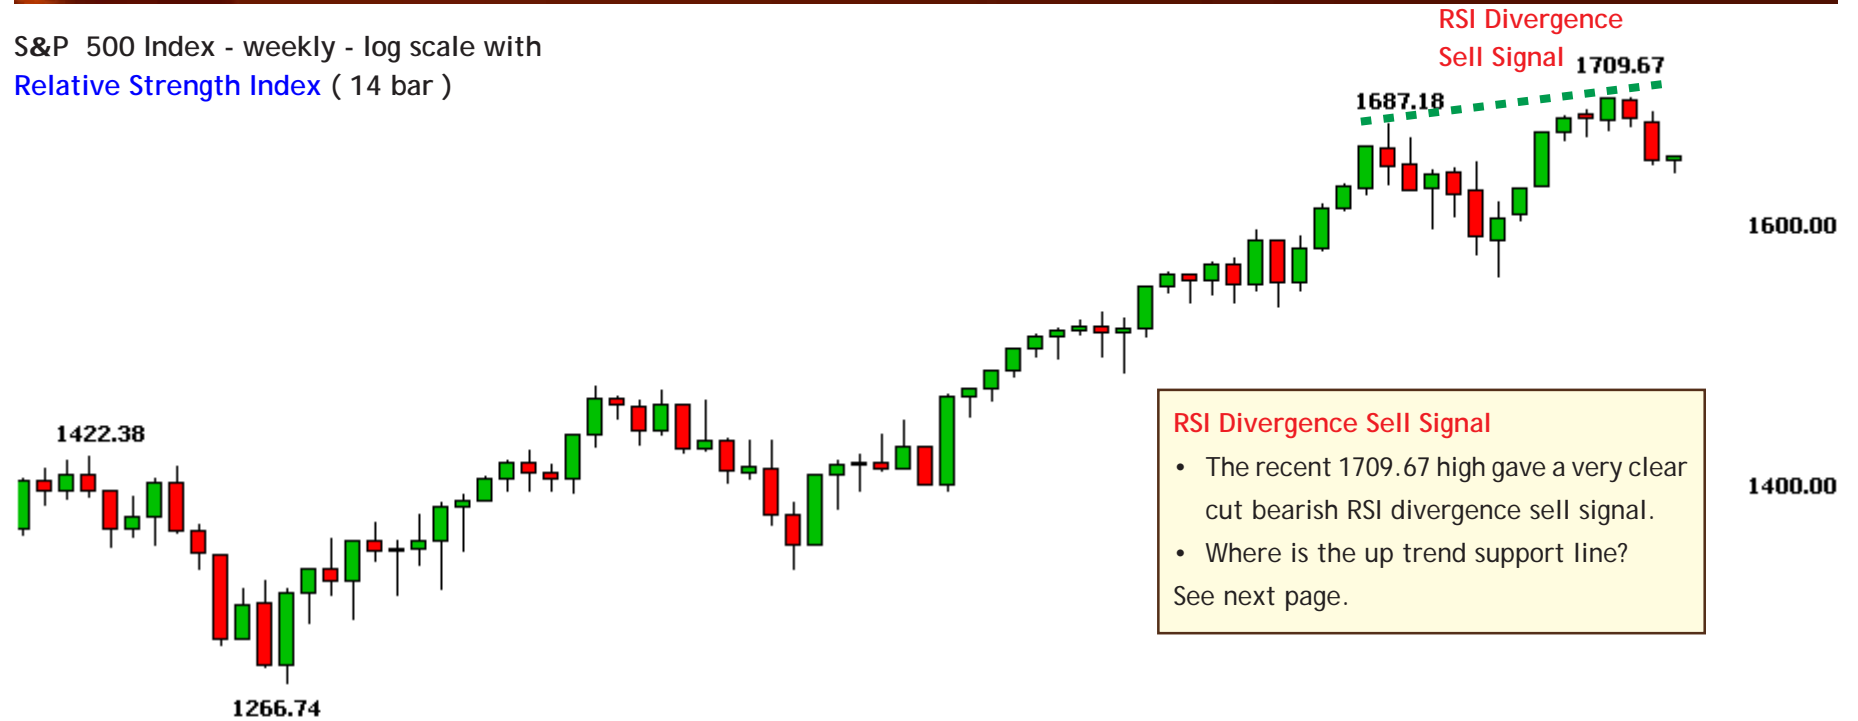 S&P 500 Index - weekly - log scale with
Relative Strength Index ( 14 bar )
RSI Divergence
Sell Signal
1709.67
1687.18
1600.00
1422.38
1400.00
1266.74
RSI Divergence Sell Signal
• The recent 1709.67 high gave a very clear
cut bearish RSI divergence sell signal.
• Where is the up trend support line?
See next page.